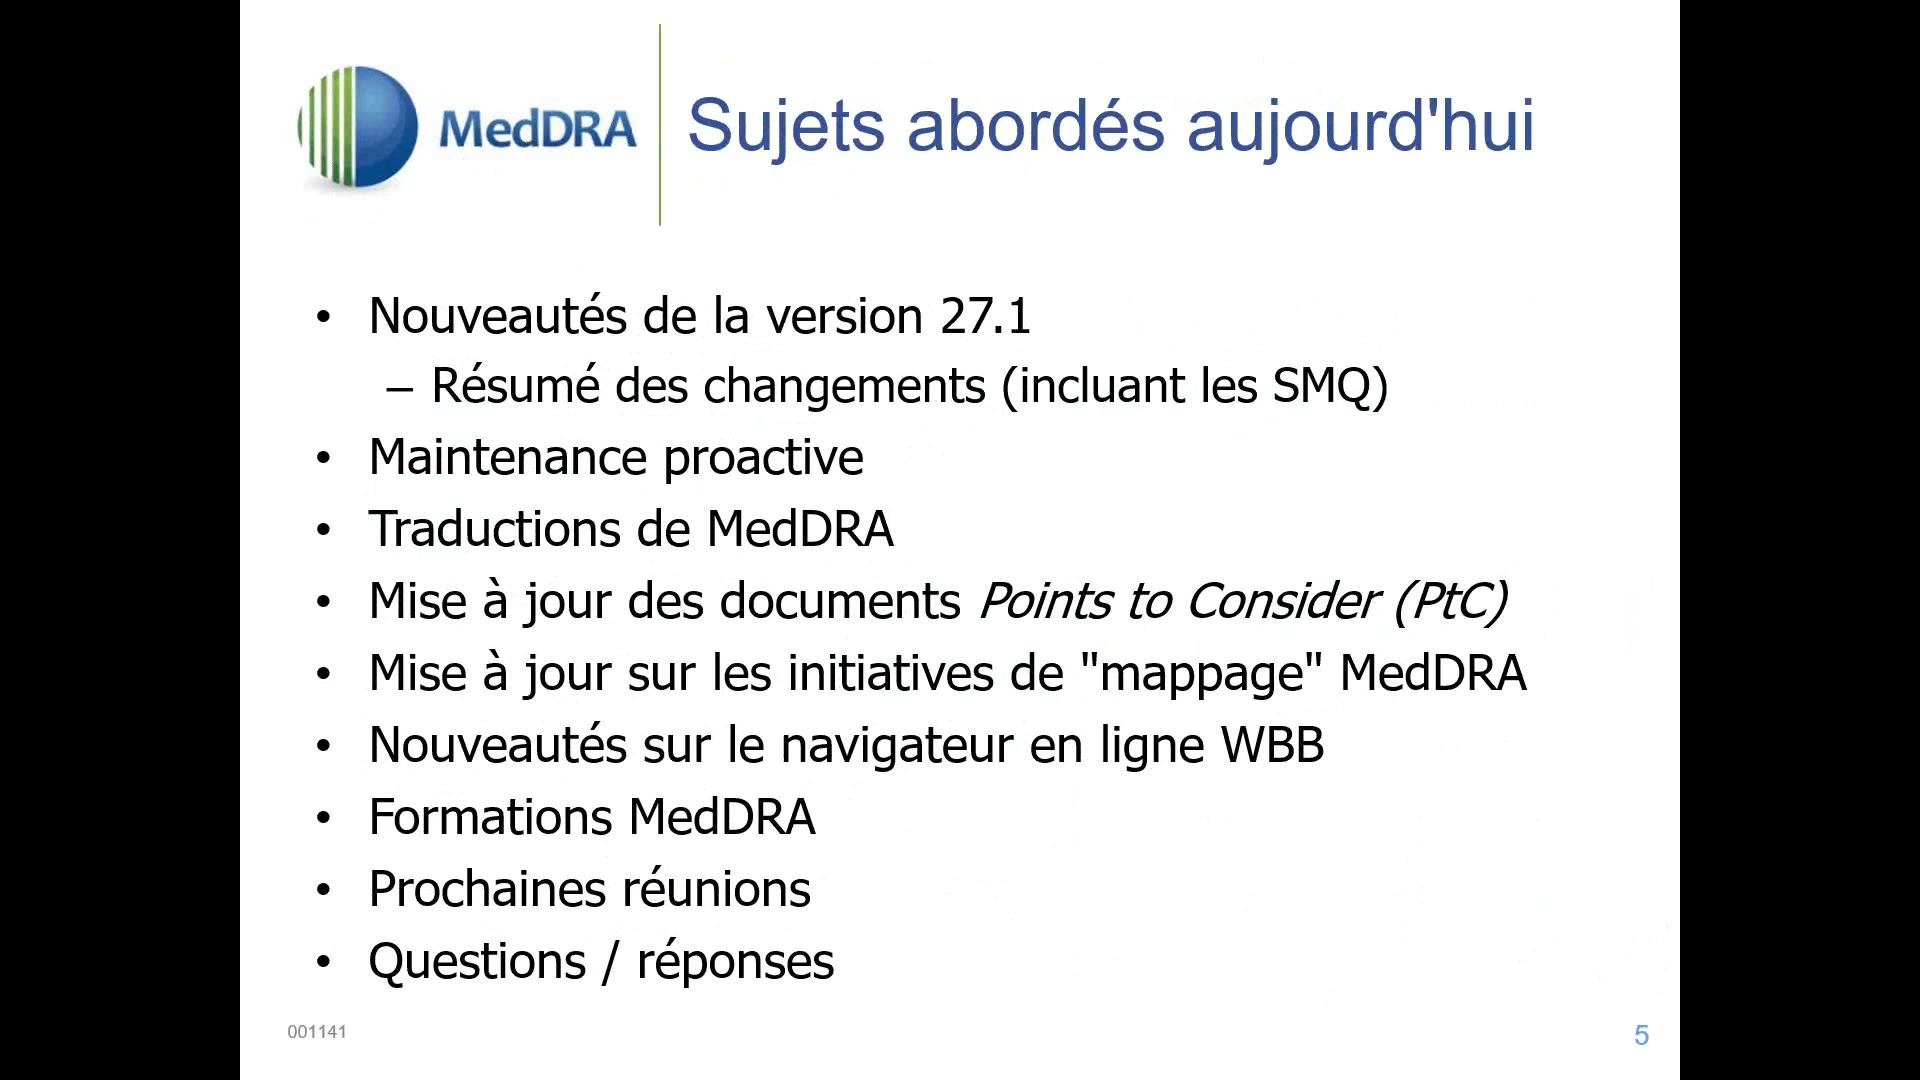 MedDRA
Sujets abordés aujourd'hui
• Nouveautés de la version 27.1
– Résumé des changements (incluant les SMQ)
• Maintenance proactive
• Traductions de MedDRA
• Mise à jour des documents Points to Consider (PtC)
• Mise à jour sur les initiatives de "mappage" MedDRA
• Nouveautés sur le navigateur en ligne WBB
• Formations MedDRA
• Prochaines réunions
• Questions / réponses
001141
5